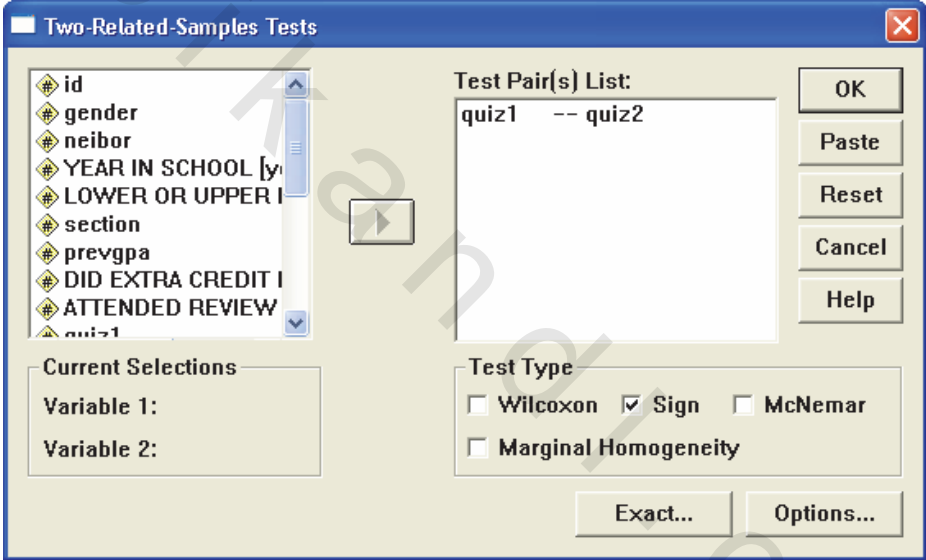 Two-Related-Samples Tests
id
gender
neibor
YEAR IN SCHOOL [y
LOWER OR UPPER
section
prevgpa
DID EXTRA CREDIT
ATTENDED REVIEW
quiz1
Test Pair(s) List:
quiz1 -- quiz2
OK
Paste
Reset
Cancel
Help
Current Selections
Variable 1:
Variable 2:
Test Type
Wilcoxon Sign McNemar
Marginal Homogeneity
Exact... Options...